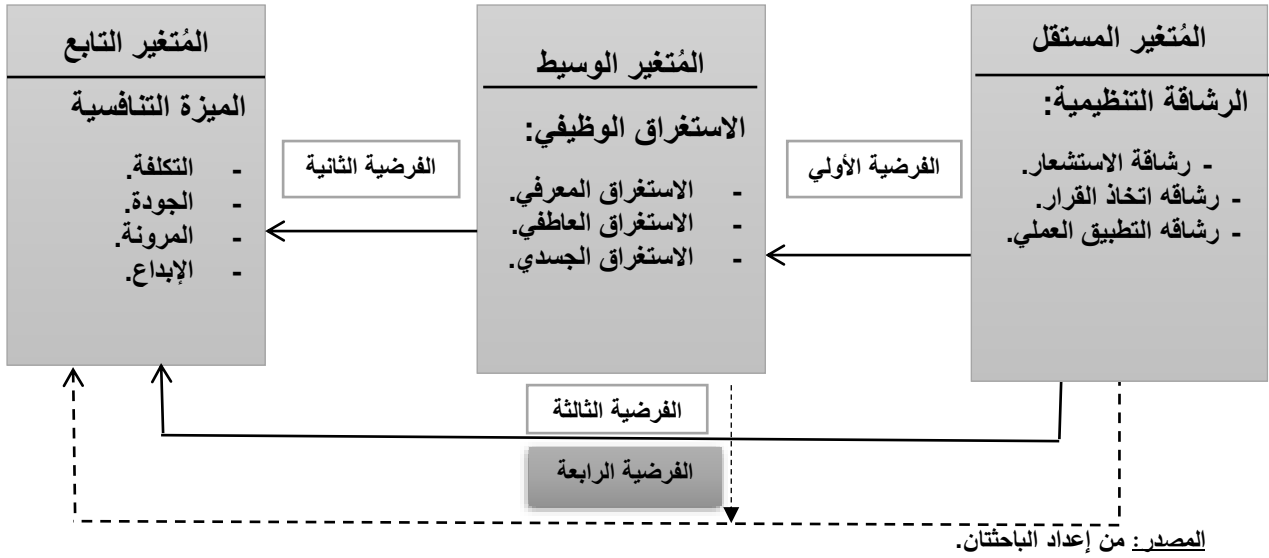 المُتغير المستقل
الرشاقة التنظيمية:
- رشاقة الاستشعار.
- رشاقه اتخاذ القرار.
- رشاقه التطبيق العملي.
الفرضية الأولي
المُتغير الوسيط
الاستغراق الوظيفي:
- الاستغراق المعرفي.
- الاستغراق العاطفي.
- الاستغراق الجسدي.
الفرضية الثانية
المُتغير التابع
الميزة التنافسية
- التكلفة.
- الجودة.
- المرونة.
- الإبداع.
الفرضية الثالثة
الفرضية الرابعة
المصدر: من إعداد الباحثتان.